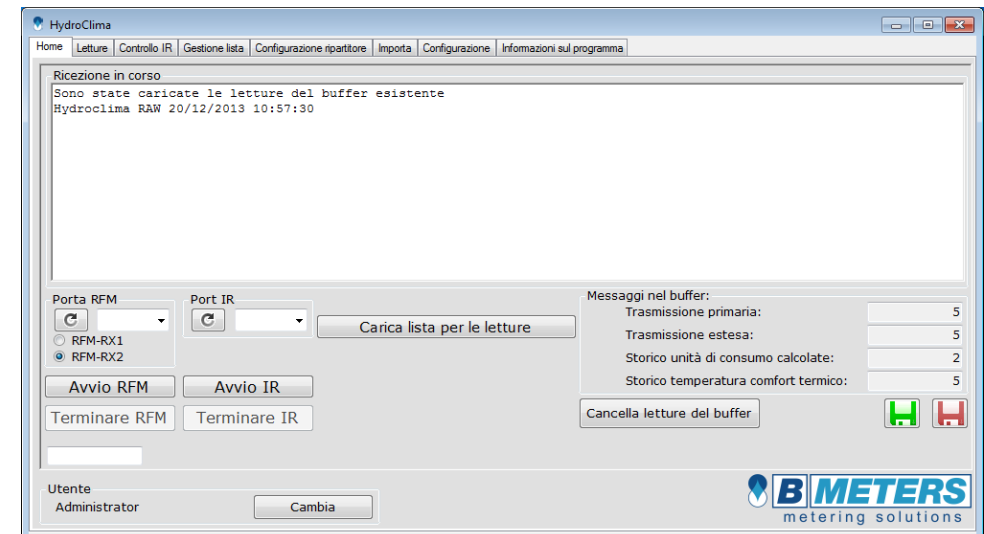 HydroClima
Home Letture Controllo IR Gestione lista Configurazione ripartitore Importa Configurazione Informazioni sul programma
Ricezione in corso
Sono state caricate le letture del buffer esistente
Hydroclima RAW 20/12/2013 10:57:30
Porta RFM
Port IR
RFM-RX1
RFM-RX2
Carica lista per le letture
Avvio RFM Avvio IR
Terminare RFM Terminare IR
Messaggi nel buffer:
Trasmissione primaria: 5
Trasmissione estesa: 5
Storico unità di consumo calcolate: 2
Storico temperatura comfort termico: 5
Cancella letture del buffer
Utente
Administrator Cambia
B METERS
metering solutions